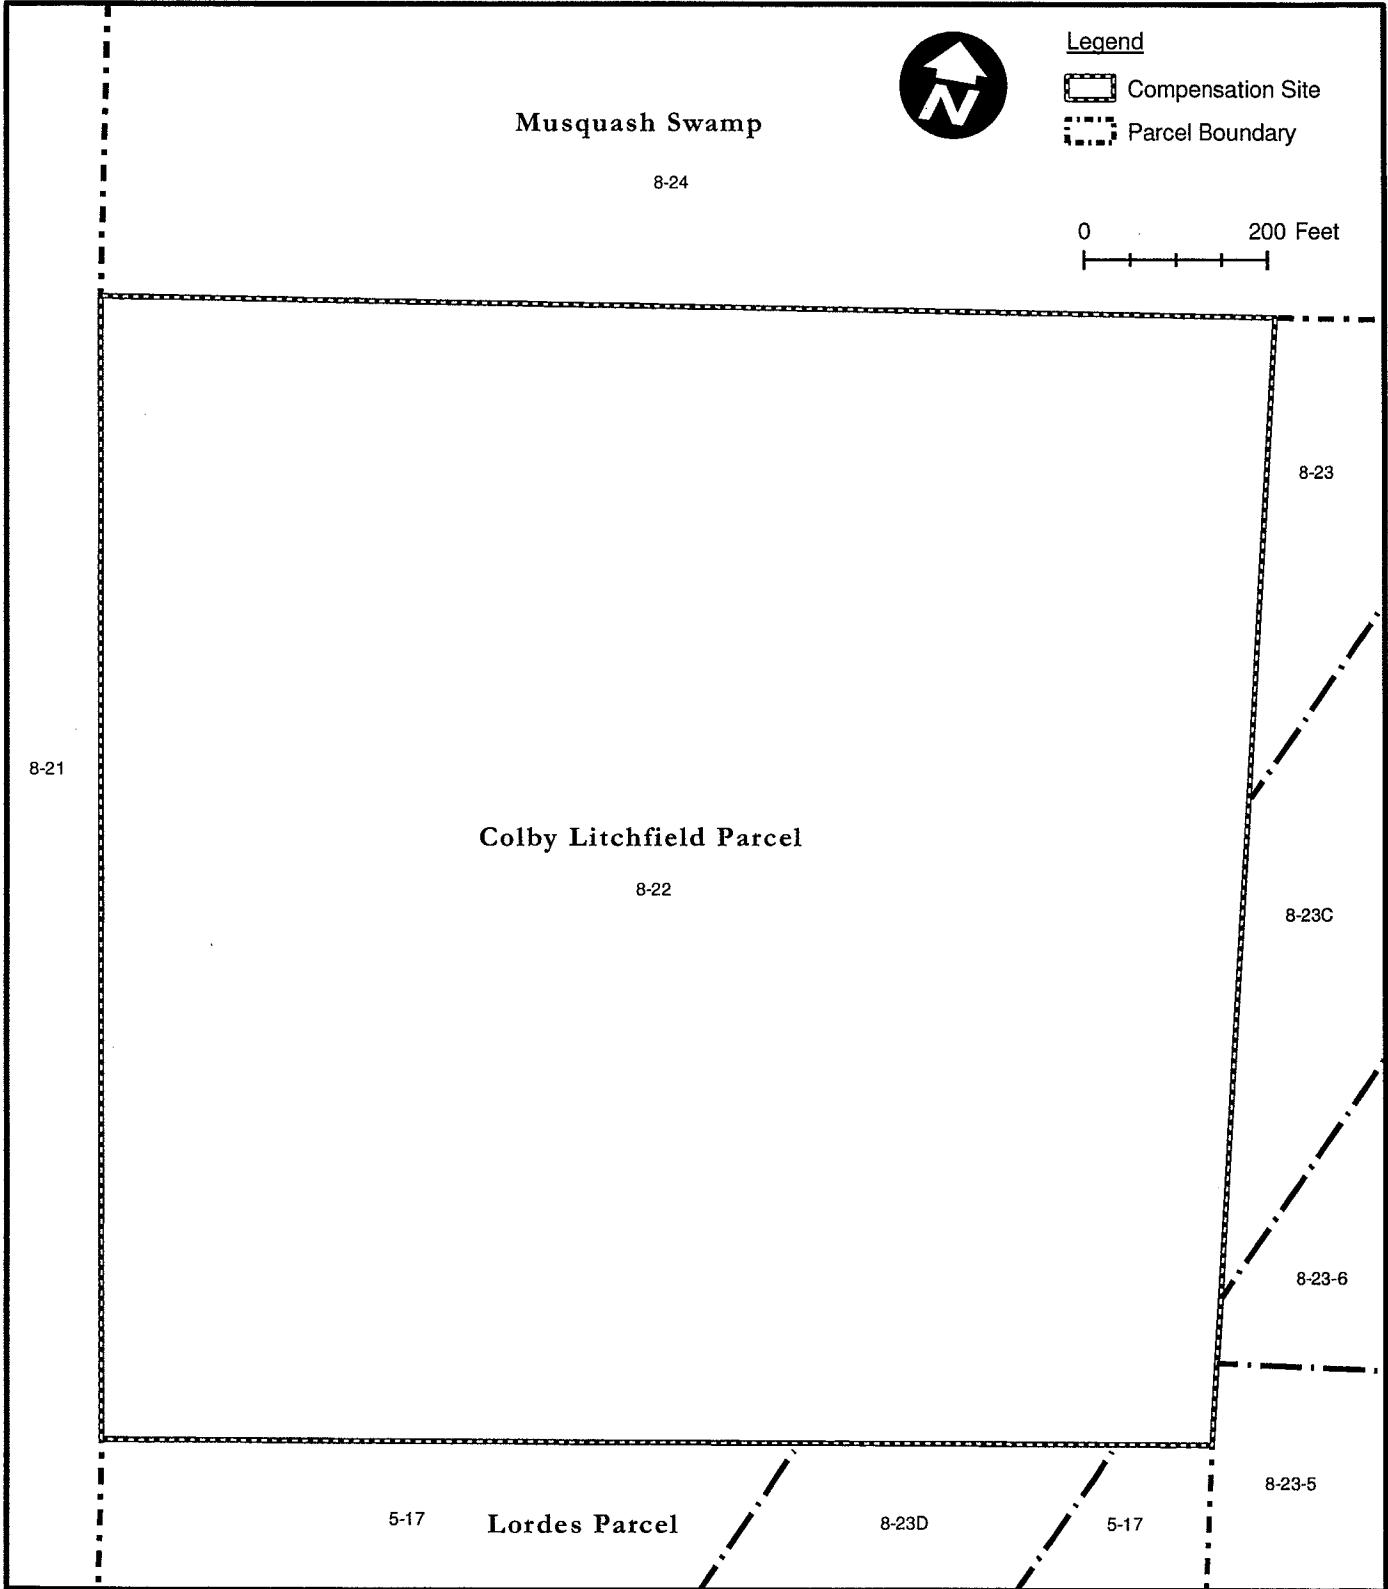 Legend
Compensation Site
Parcel Boundary
N
Musquash Swamp
8-24
0 200 Feet
8-23
8-21
Colby Litchfield Parcel
8-22
8-23C
8-23-6
8-23-5
5-17 Lordes Parcel 8-23D 5-17